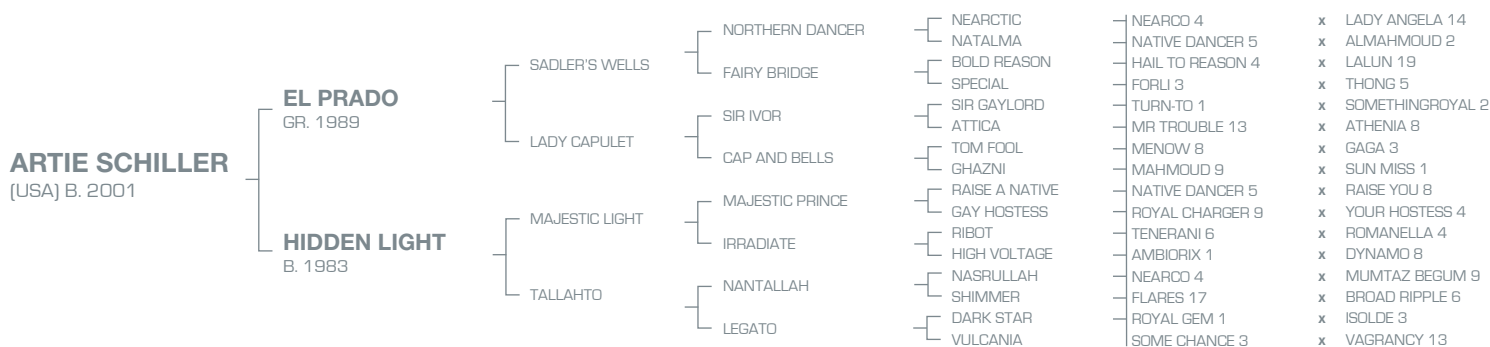 ARTIE SCHILLER
(USA) B. 2001
EL PRADO
GR. 1989
HIDDEN LIGHT
B. 1983
SADLER'S WELLS
LADY CAPULET
MAJESTIC LIGHT
TALLAHTO
NORTHERN DANCER
FAIRY BRIDGE
SIR IVOR
CAP AND BELLS
MAJESTIC PRINCE
IRRADIATE
NANTALLAH
LEGATO
NEARCTIC
NATALMA
BOLD REASON
SPECIAL
SIR GAYLORD
ATTICA
TOM FOOL
GHAZNI
RAISE A NATIVE
GAY HOSTESS
RIBOT
HIGH VOLTAGE
NASRULLAH
SHIMMER
DARK STAR
VULCANIA
NEARCO 4 x LADY ANGELA 14
NATIVE DANCER 5 x ALMAHMOUD 2
HAIL TO REASON 4 x LALUN 19
FORLI 3 x THONG 5
TURN-TO 1 x SOMETHINGROYAL 2
MR TROUBLE 13 x ATHENIA 8
MENOW 8 x GAGA 3
MAHMOUD 9 x SUN MISS 1
NATIVE DANCER 5 x RAISE YOU 8
ROYAL CHARGER 9 x YOUR HOSTESS 4
TENERANI 6 x ROMANELLA 4
AMBIORIX 1 x DYNAMO 8
NEARCO 4 x MUMTAZ BEGUM 9
FLARES 17 x BROAD RIPPLE 6
ROYAL GEM 1 x ISOLDE 3
SOME CHANCE 3 x VAGRANCY 13